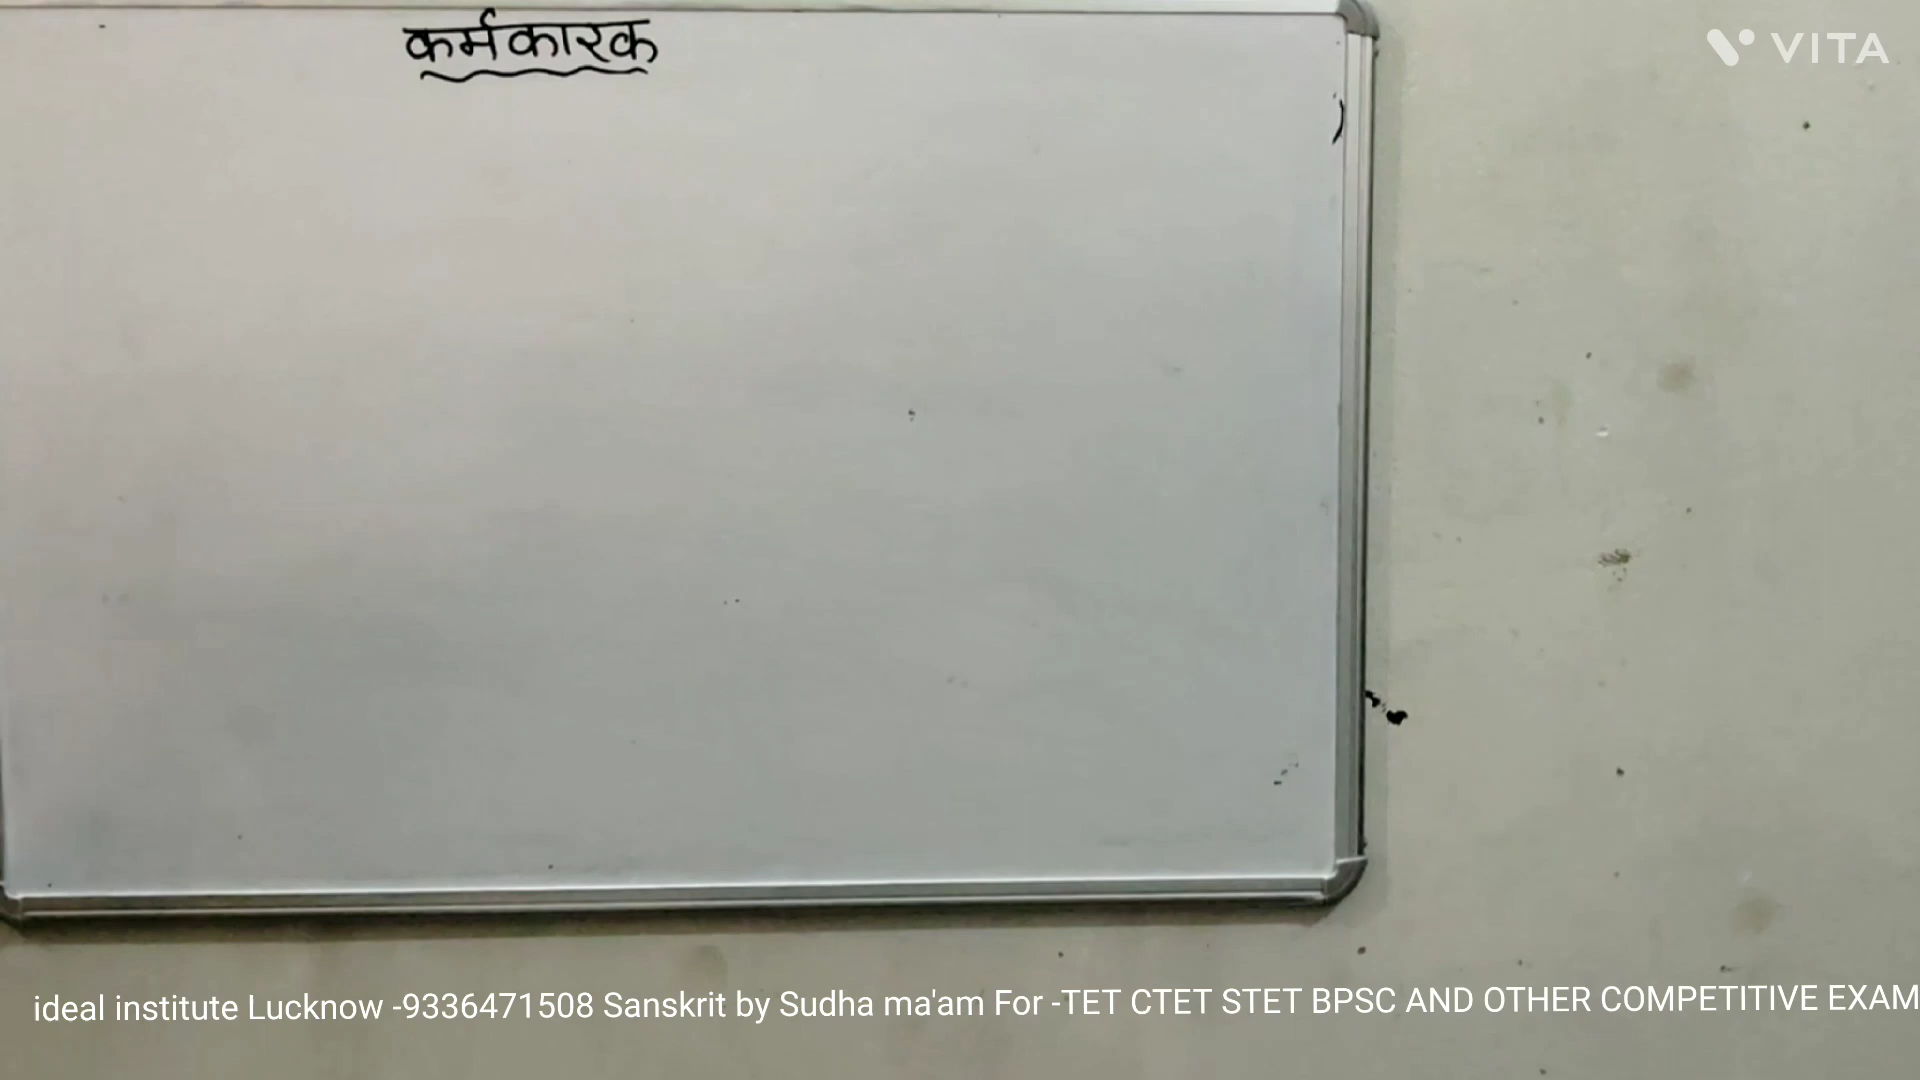 कर्म कारक
VITA
ideal institute Lucknow -9336471508 Sanskrit by Sudha ma'am For -TET CTET STET BPSC AND OTHER COMPETITIVE EXAM